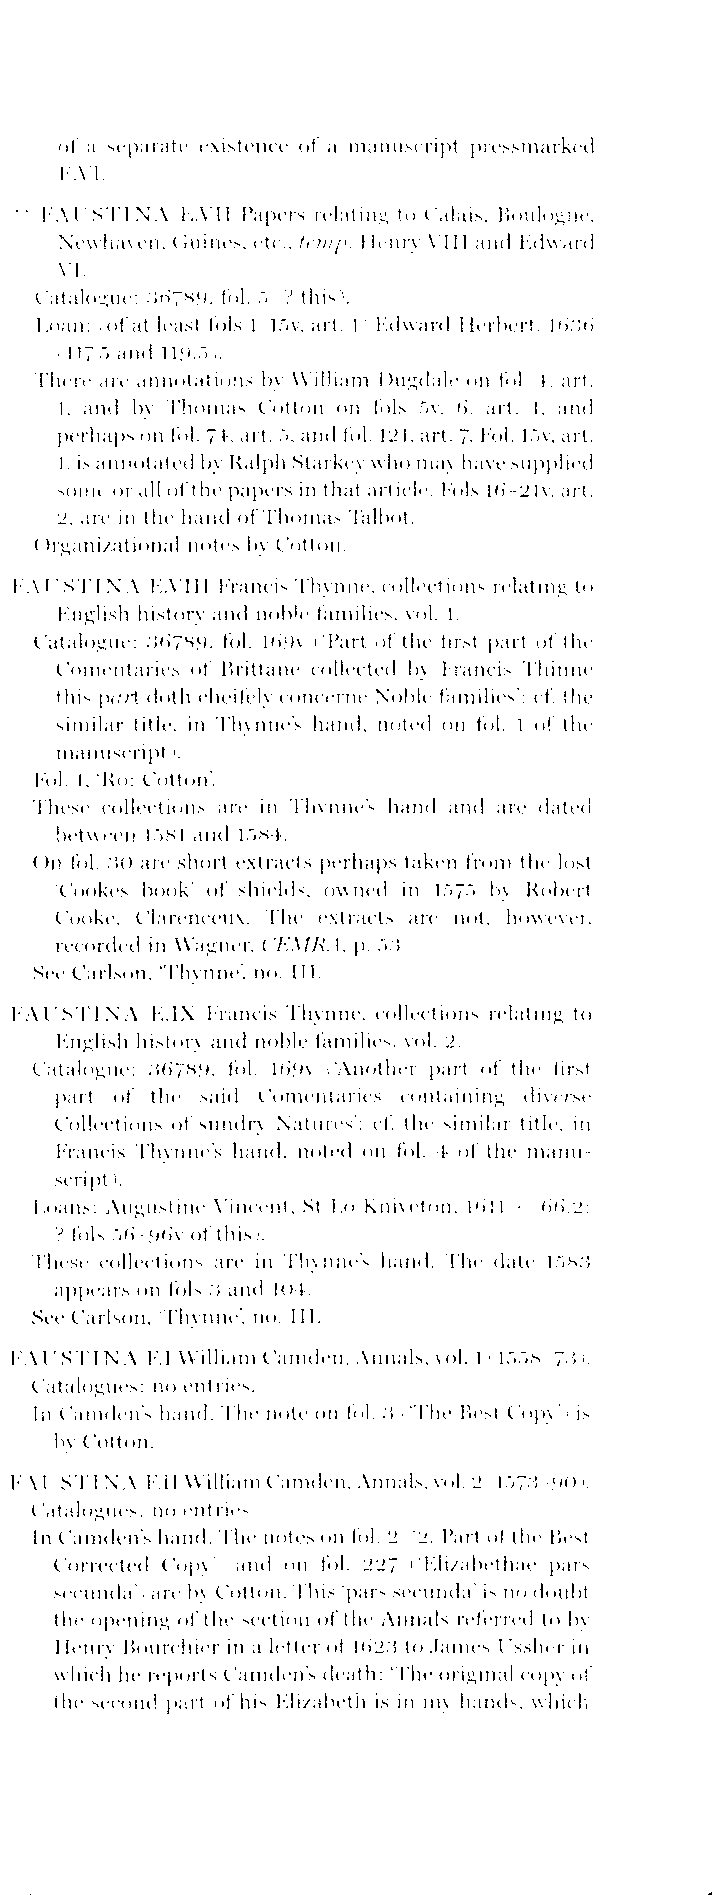 of a separate existence of a manuscript pressmarked
E.VI.
** FAUSTINA E.VII Papers relating to Calais, Boulogne,
Newhaven, Guines, etc., temp. Henry VIII and Edward
VI.
Catalogue: 36789, fol. 5 (? this).
Loan: (of at least fols 1–15v, art. 1) Edward Herbert, 1636
(117.5 and 119.5).
There are annotations by William Dugdale on fol. 4, art.
1, and by Thomas Cotton on fols 5v, 6, art. 1, and
perhaps on fol. 74, art. 5, and fol. 121, art. 7. Fol. 15v, art.
1, is annotated by Ralph Starkey who may have supplied
some or all of the papers in that article. Fols 16–21v, art.
2, are in the hand of Thomas Talbot.
Organizational notes by Cotton.
FAUSTINA E.VIII Francis Thynne, collections relating to
English history and noble families, vol. 1.
Catalogue: 36789, fol. 169v ('Part of the first part of the
Comentaries of Brittane collected by Francis Thinne
this part doth cheifely concerne Noble families': cf. the
similar title, in Thynne's hand, noted on fol. 1 of the
manuscript).
Fol. 1, 'Ro: Cotton'.
These collections are in Thynne's hand and are dated
between 1581 and 1584.
On fol. 30 are short extracts perhaps taken from the lost
'Cookes book' of shields, owned in 1575 by Robert
Cooke, Clarenceux. The extracts are not, however,
recorded in Wagner, CEMRA, p. 53
See Carlson, 'Thynne', no. III.
FAUSTINA E.IX Francis Thynne, collections relating to
English history and noble families, vol. 2.
Catalogue: 36789, fol. 169v ('Another part of the first
part of the said Comentaries containing diverse
Collections of sundry Natures': cf. the similar title, in
Francis Thynne's hand, noted on fol. 4 of the manu-
script).
Loans: Augustine Vincent, St Lo Kniveton, 1611 (66.2:
? fols 56–96v of this).
These collections are in Thynne's hand. The date 1583
appears on fols 3 and 104.
See Carlson, 'Thynne', no. III.
FAUSTINA F.I William Camden, Annals, vol. 1 (1558–73).
Catalogues: no entries.
In Camden's hand. The note on fol. 3 ('The Best Copy') is
by Cotton.
FAUSTINA F.II William Camden, Annals, vol. 2 (1573–90).
Catalogues, no entries
In Camden's hand. The notes on fol. 2 ('2. Part of the Best
Corrected Copy') and on fol. 227 ('Elizabethae pars
secunda') are by Cotton. This 'pars secunda' is no doubt
the opening of the section of the Annals referred to by
Henry Bourchier in a letter of 1623 to James Ussher in
which he reports Camden's death: 'The original copy of
the second part of his Elizabeth is in my hands, which